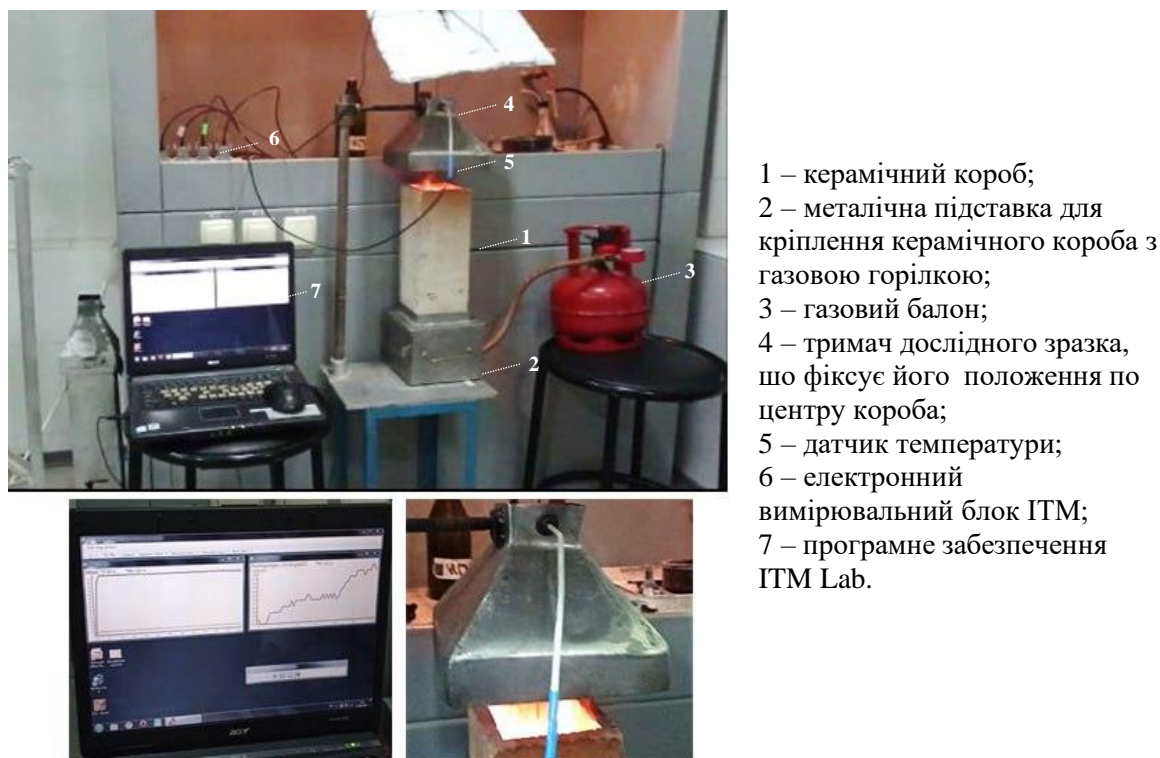 4
6
5
1
3
7
2
1 – керамічний короб;
2 – металічна підставка для
кріплення керамічного короба з
газовою горілкою;
3 – газовий балон;
4 – тримач дослідного зразка,
шо фіксує його положення по
центру короба;
5 – датчик температури;
6 – електронний
вимірювальний блок ІТМ;
7 – програмне забезпечення
ITM Lab.
acer